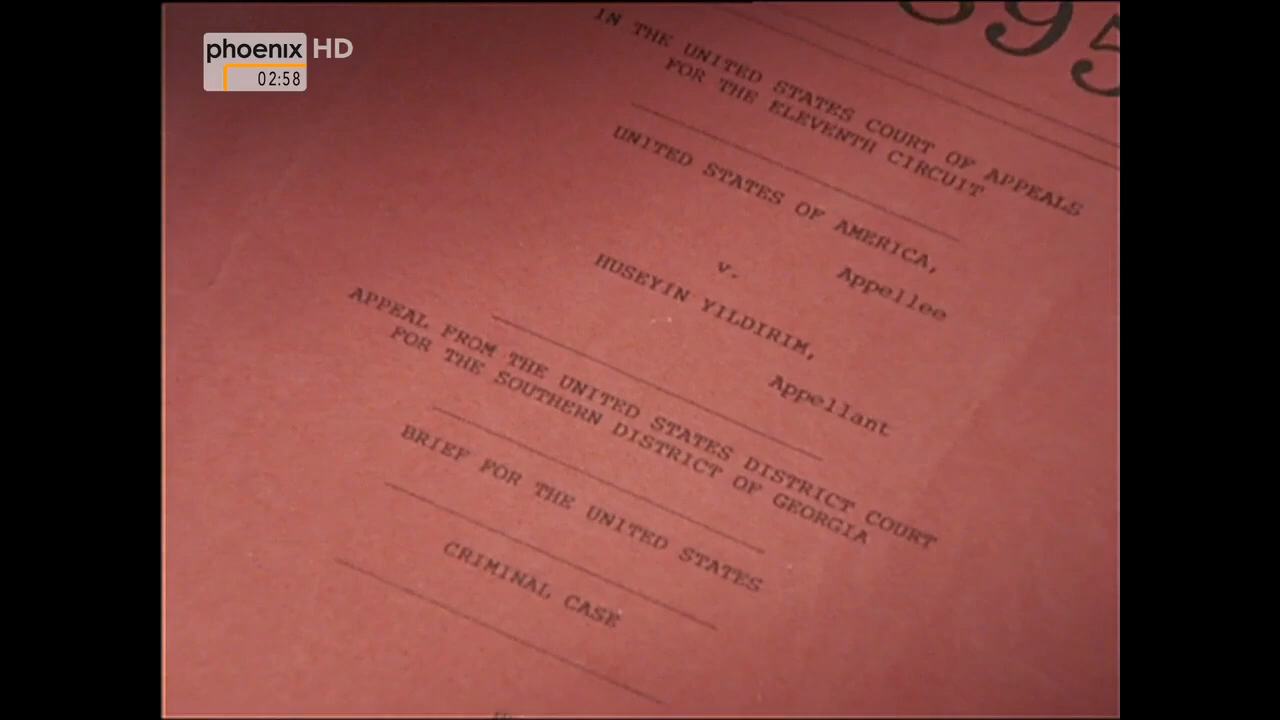 phoenix HD
02:58
895
IN THE UNITED STATES COURT OF APPEALS
FOR THE ELEVENTH CIRCUIT
UNITED STATES OF AMERICA,
Appellee
v.
HUSEYIN YILDIRIM,
Appellant
APPEAL FROM THE UNITED STATES DISTRICT COURT
FOR THE SOUTHERN DISTRICT OF GEORGIA
BRIEF FOR THE UNITED STATES
CRIMINAL CASE